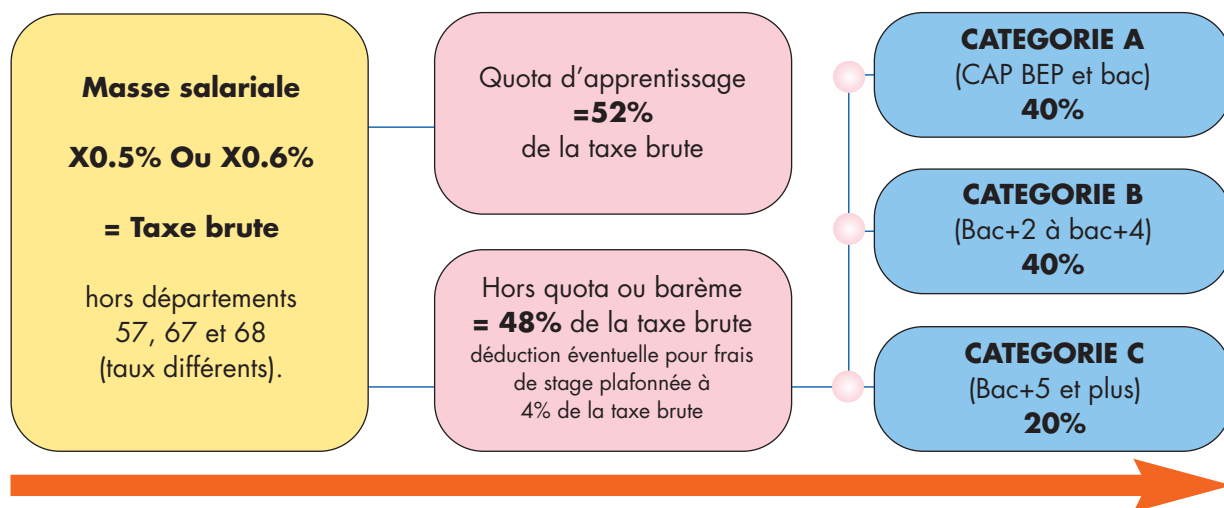 Masse salariale
X0.5% Ou X0.6%
= Taxe brute
hors départements
57, 67 et 68
(taux différents).
Quota d'apprentissage
=52%
de la taxe brute
Hors quota ou barème
= 48% de la taxe brute
déduction éventuelle pour frais
de stage plafonnée à
4% de la taxe brute
CATEGORIE A
(CAP BEP et bac)
40%
CATEGORIE B
(Bac+2 à bac+4)
40%
CATEGORIE C
(Bac+5 et plus)
20%